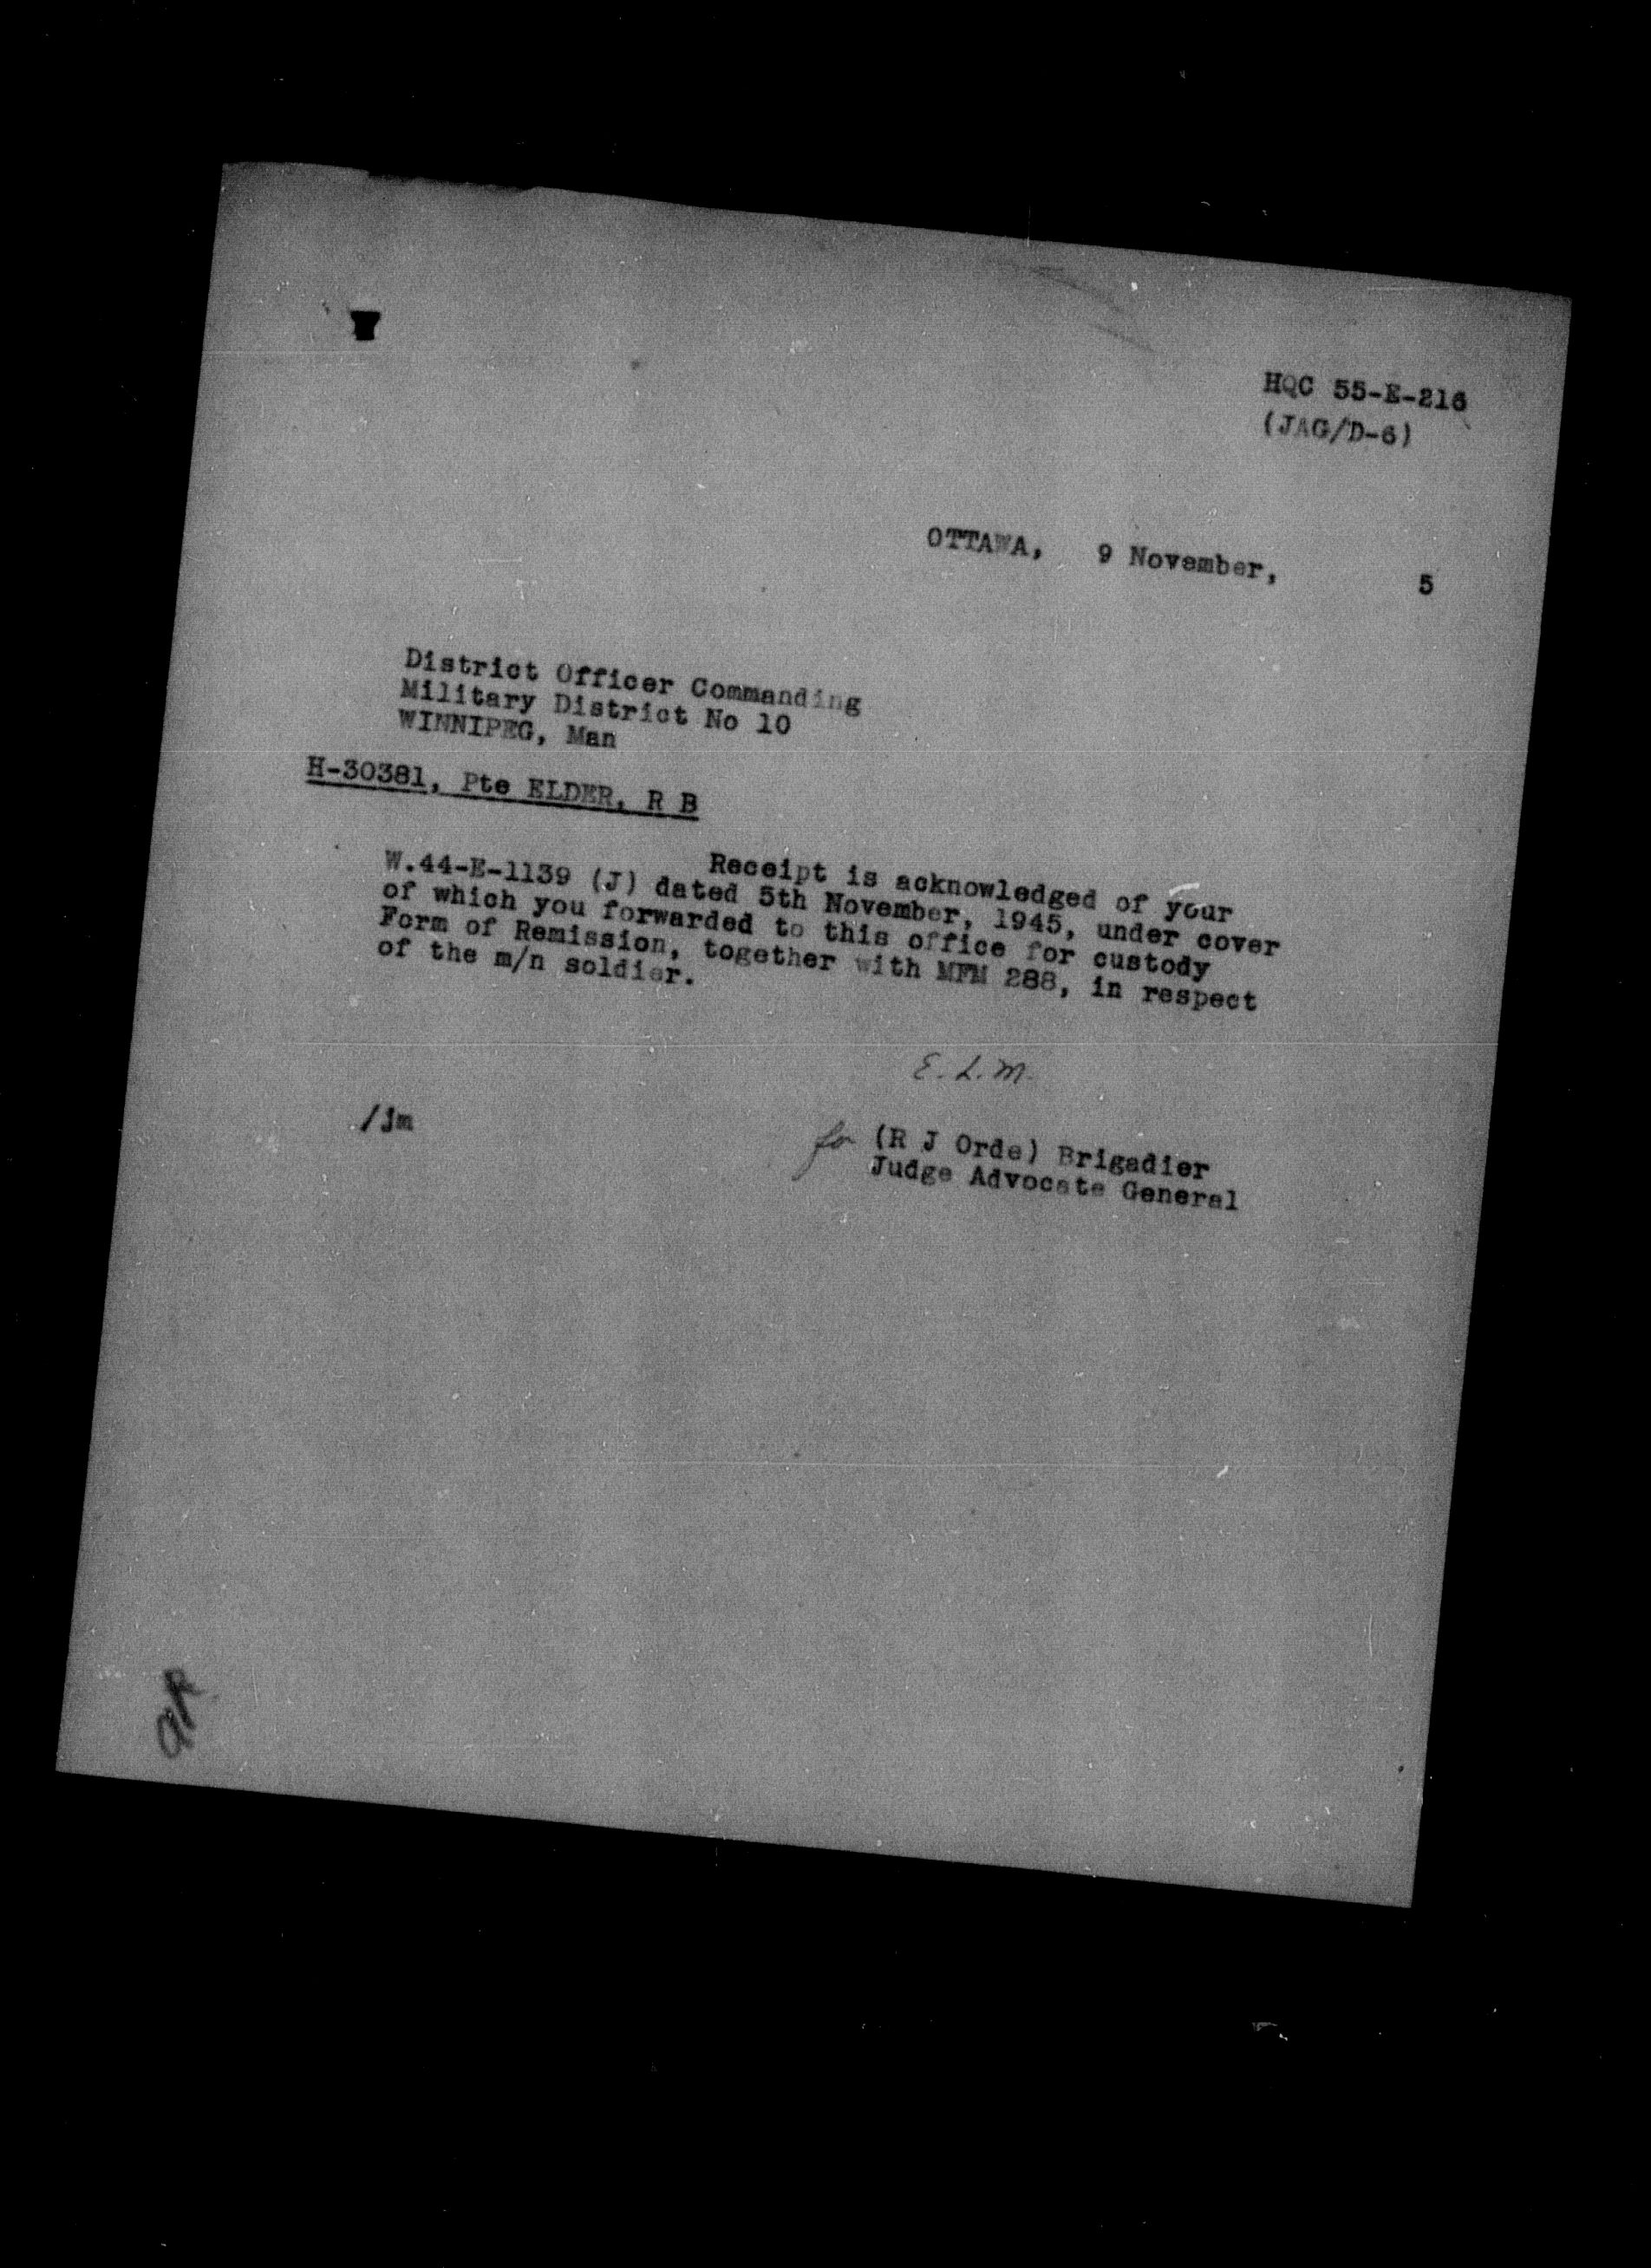 HQC 55-E-216
(JAG/D-6)
OTTAWA, 9 November, 5
District Officer Commanding
Military District No 10
WINNIPEG, Man
H-30381, Pte ELDER, R B
Receipt is acknowledged of your
W.44-E-1139 (J) dated 5th November, 1945, under cover
of which you forwarded to this office for custody
Form of Remission, together with MFM 288, in respect
of the m/n soldier.
E. L. M.
/jm
for (R J Orde) Brigadier
Judge Advocate General